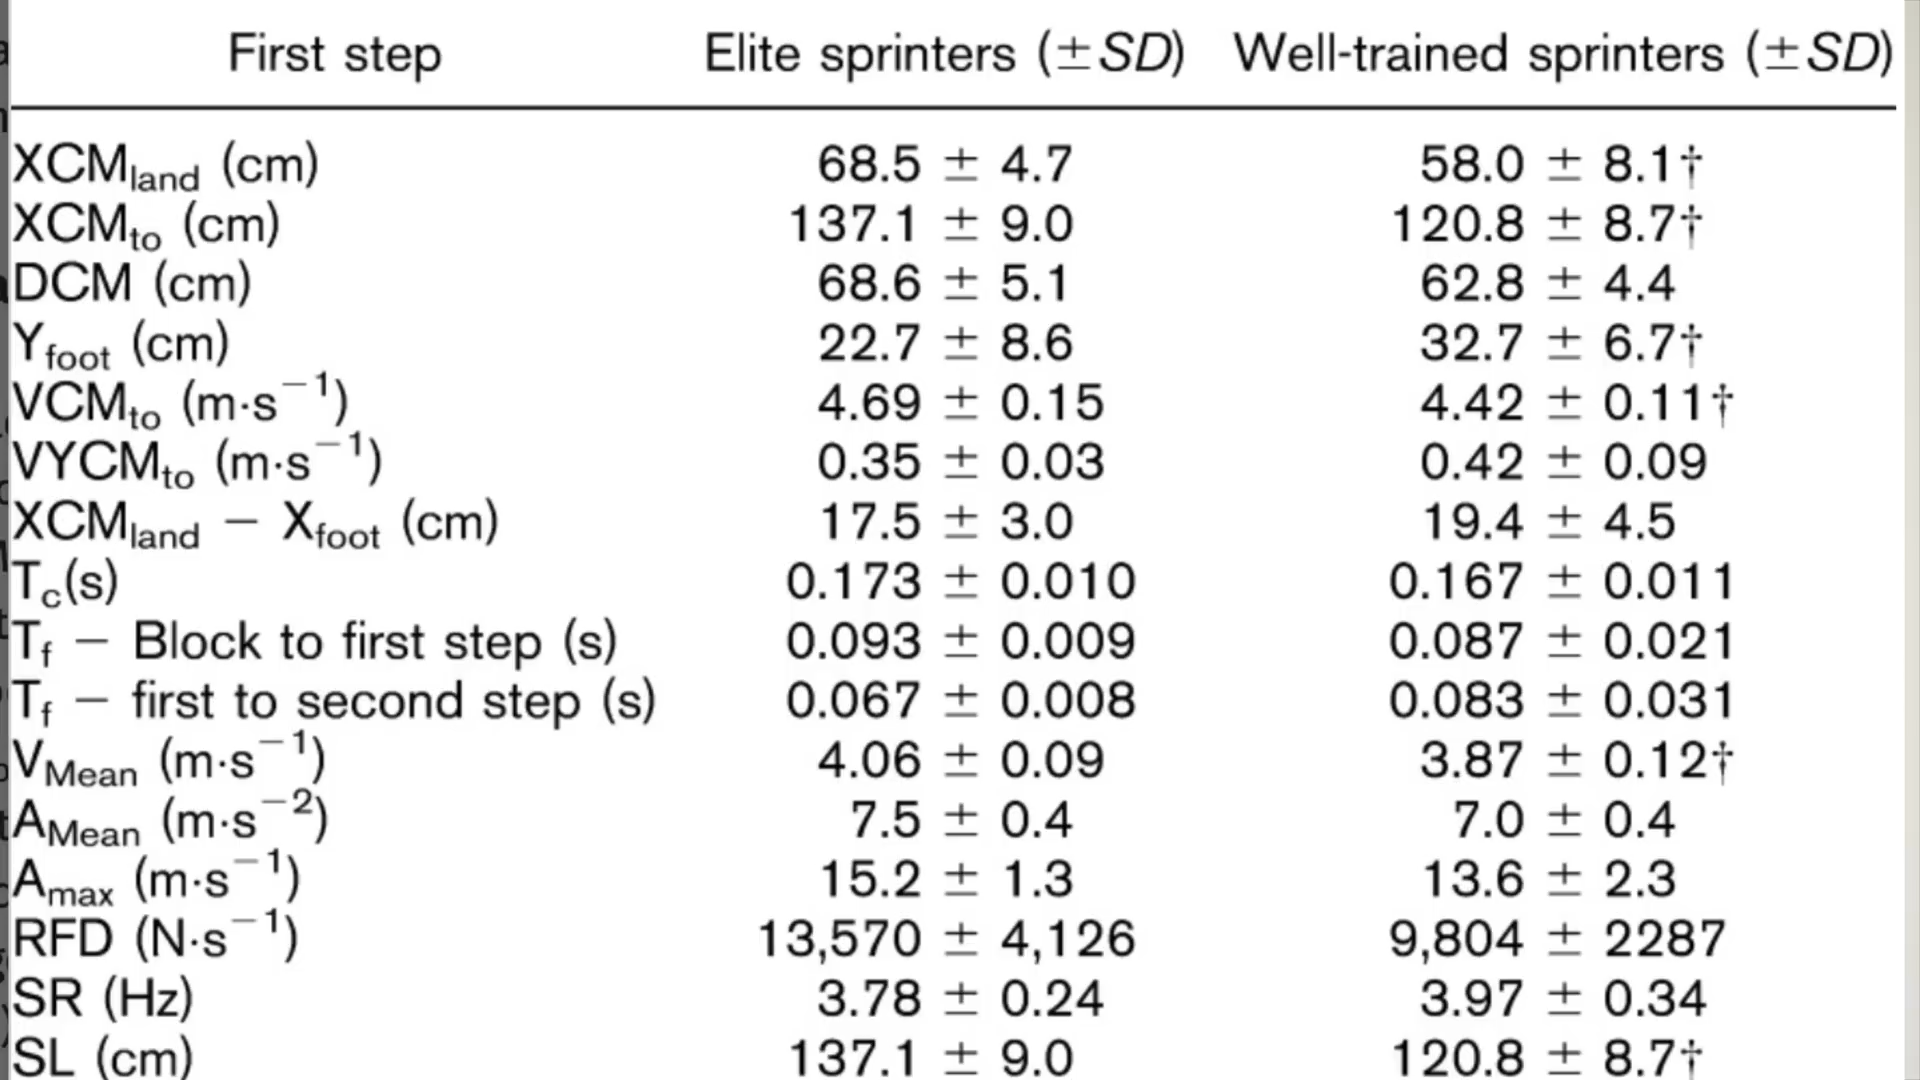 First step Elite sprinters (±SD) Well-trained sprinters (±SD)
XCMland (cm) 68.5 ± 4.7 58.0 ± 8.1†
XCMto (cm) 137.1 ± 9.0 120.8 ± 8.7†
DCM (cm) 68.6 ± 5.1 62.8 ± 4.4
Yfoot (cm) 22.7 ± 8.6 32.7 ± 6.7†
VCMto (m·s−1) 4.69 ± 0.15 4.42 ± 0.11†
VYCMto (m·s−1) 0.35 ± 0.03 0.42 ± 0.09
XCMland − Xfoot (cm) 17.5 ± 3.0 19.4 ± 4.5
Tc(s) 0.173 ± 0.010 0.167 ± 0.011
Tf − Block to first step (s) 0.093 ± 0.009 0.087 ± 0.021
Tf − first to second step (s) 0.067 ± 0.008 0.083 ± 0.031
VMean (m·s−1) 4.06 ± 0.09 3.87 ± 0.12†
AMean (m·s−2) 7.5 ± 0.4 7.0 ± 0.4
Amax (m·s−1) 15.2 ± 1.3 13.6 ± 2.3
RFD (N·s−1) 13,570 ± 4,126 9,804 ± 2287
SR (Hz) 3.78 ± 0.24 3.97 ± 0.34
SL (cm) 137.1 ± 9.0 120.8 ± 8.7†